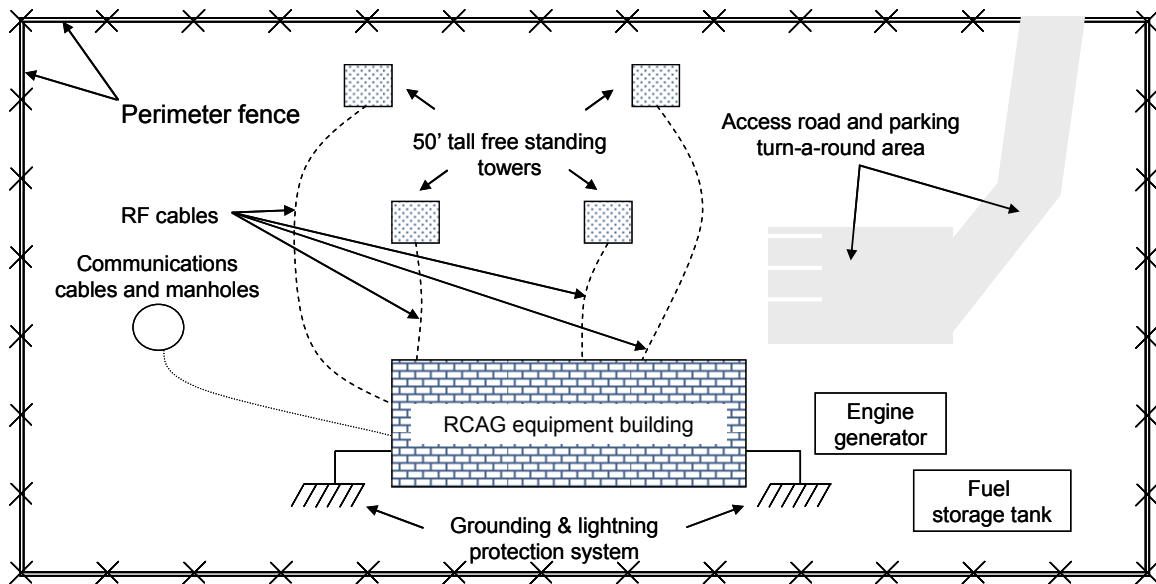 Perimeter fence
50' tall free standing
towers
Access road and parking
turn-a-round area
RF cables
Communications
cables and manholes
RCAG equipment building
Engine
generator
Fuel
storage tank
Grounding & lightning
protection system